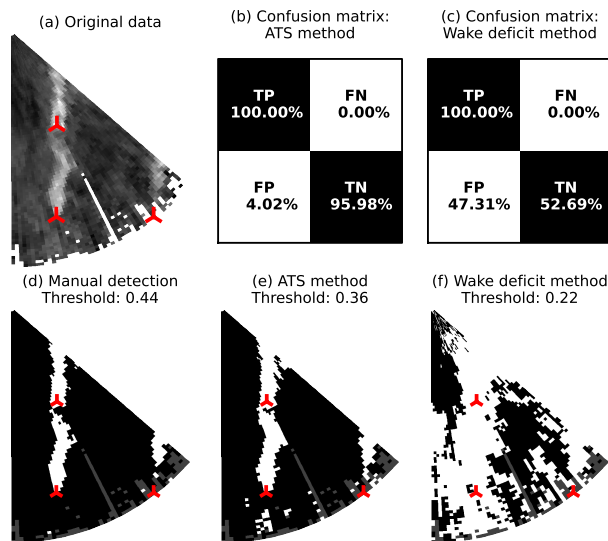 (a) Original data
(b) Confusion matrix:
ATS method
(c) Confusion matrix:
Wake deficit method
TP
100.00%
FN
0.00%
FP
4.02%
TN
95.98%
TP
100.00%
FN
0.00%
FP
47.31%
TN
52.69%
(d) Manual detection
Threshold: 0.44
(e) ATS method
Threshold: 0.36
(f) Wake deficit method
Threshold: 0.22